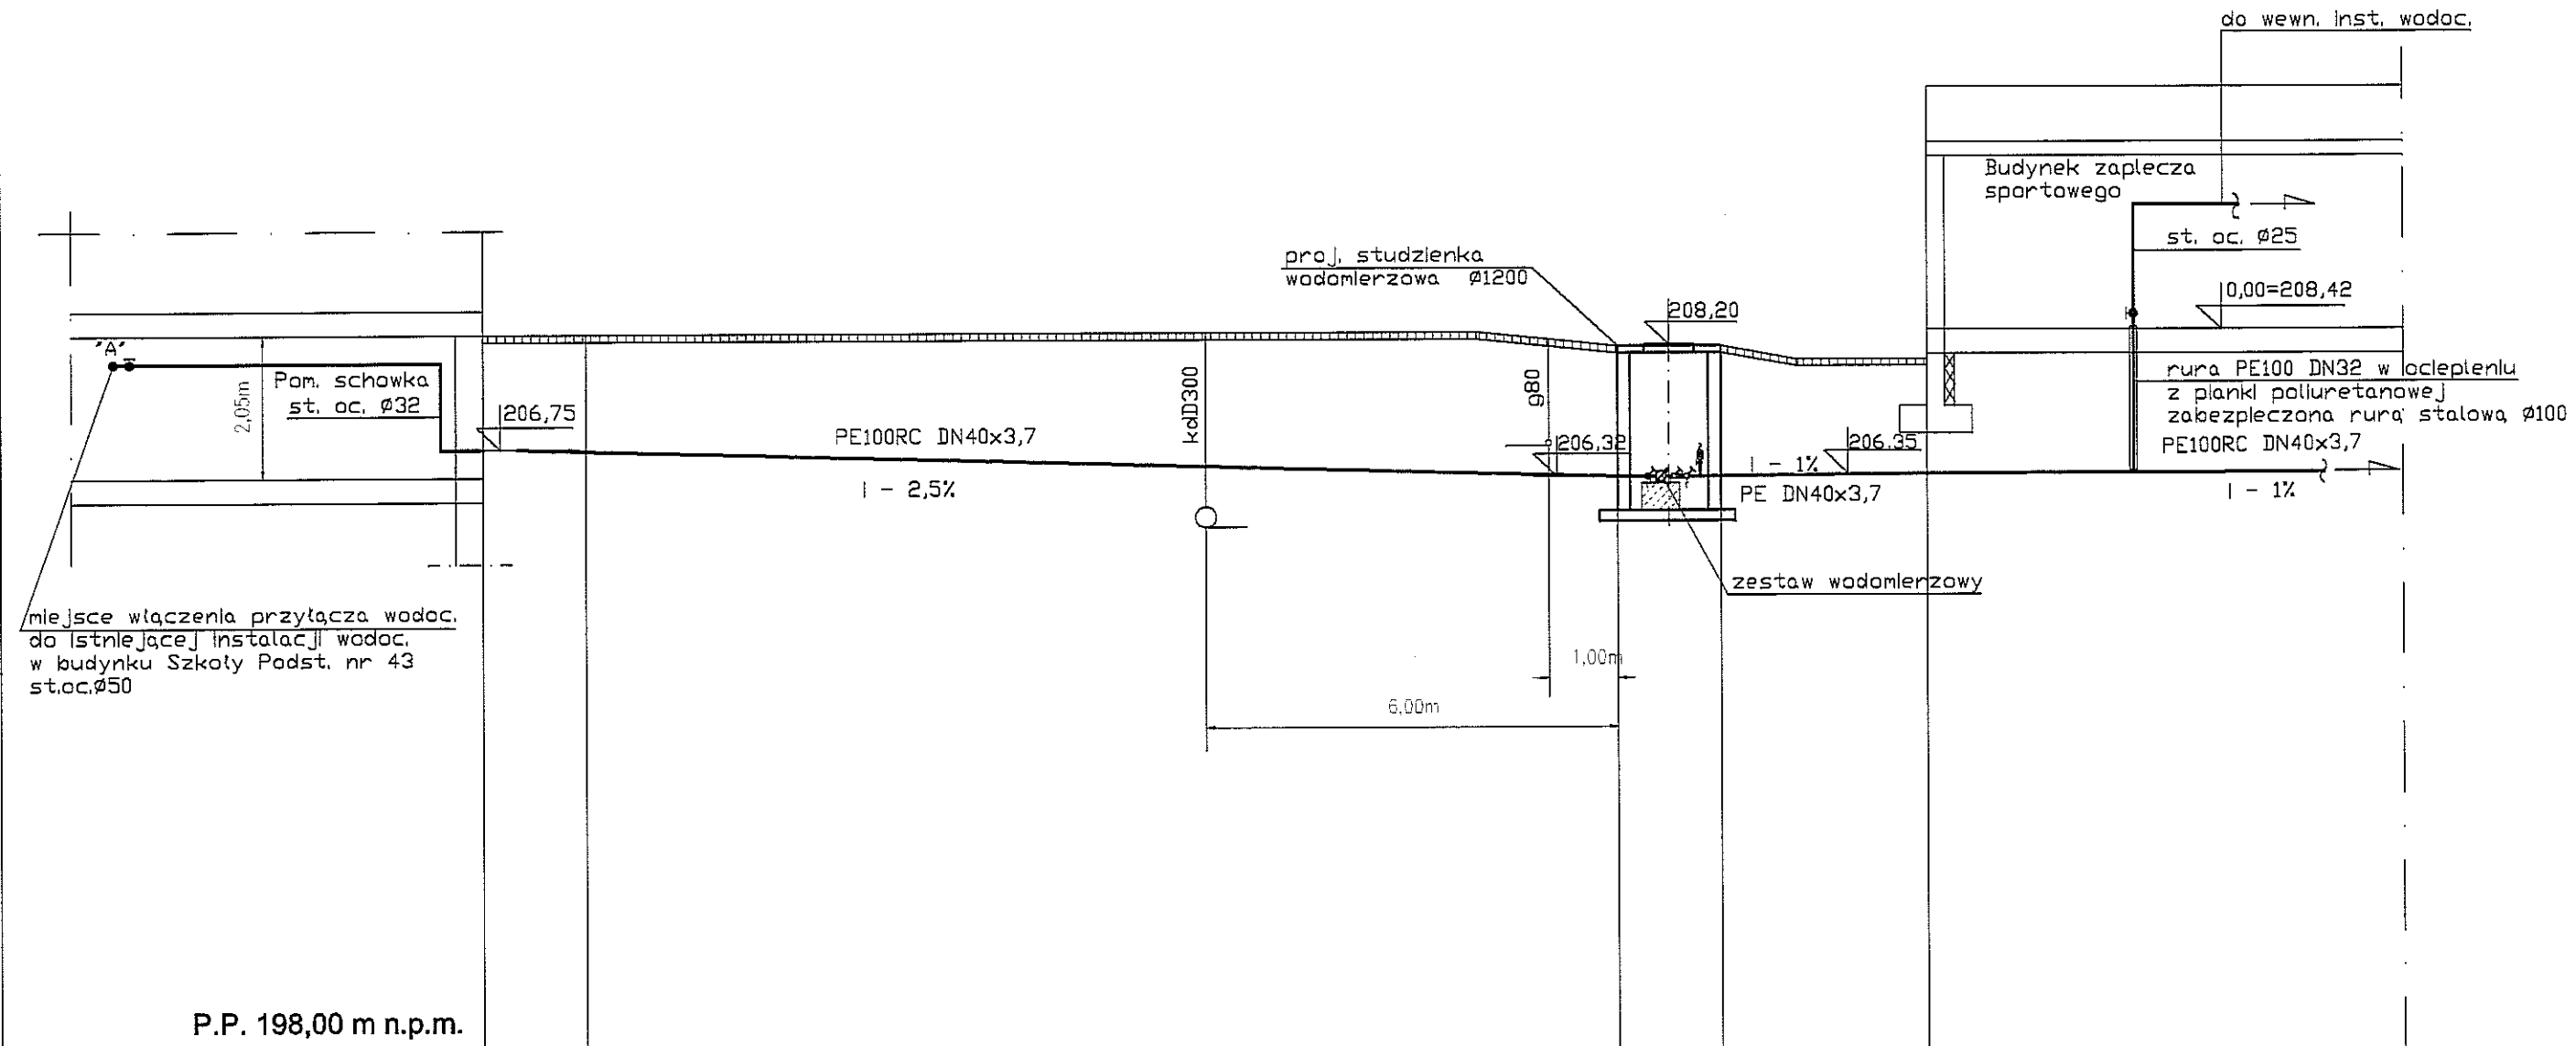 do wewn. inst. wodoc.
Budynek zaplecza
sportowego
st. oc. Ø25
0,00=208,42
proj. studzienka
wodomierzowa Ø1200
208,20
"A"
2,05m
Pom. schowka
st. oc. Ø32
206,75
PE100RC DN40x3,7
I - 2,5%
kdD300
g80
206,32
I - 1%
PE DN40x3,7
206.35
rura PE100 DN32 w ociepleniu
z pianki poliuretanowej
zabezpieczona rurą stalową Ø100
PE100RC DN40x3,7
I - 1%
zestaw wodomierzowy
miejsce włączenia przyłącza wodoc.
do istniejącej instalacji wodoc.
w budynku Szkoły Podst. nr 43
st.oc.Ø50
1,00m
6,00m
P.P. 198,00 m n.p.m.